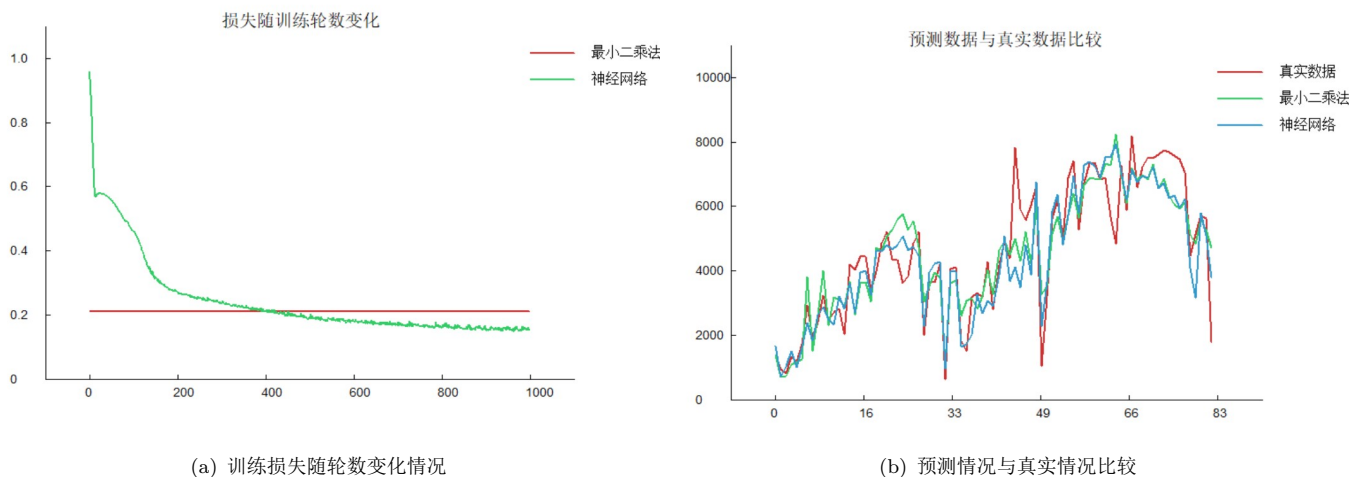 损失随训练轮数变化
最小二乘法
神经网络
1.0
0.8
0.6
0.4
0.2
0
0 200 400 600 800 1000
(a) 训练损失随轮数变化情况
预测数据与真实数据比较
真实数据
最小二乘法
神经网络
10000
8000
6000
4000
2000
0
0 16 33 49 66 83
(b) 预测情况与真实情况比较